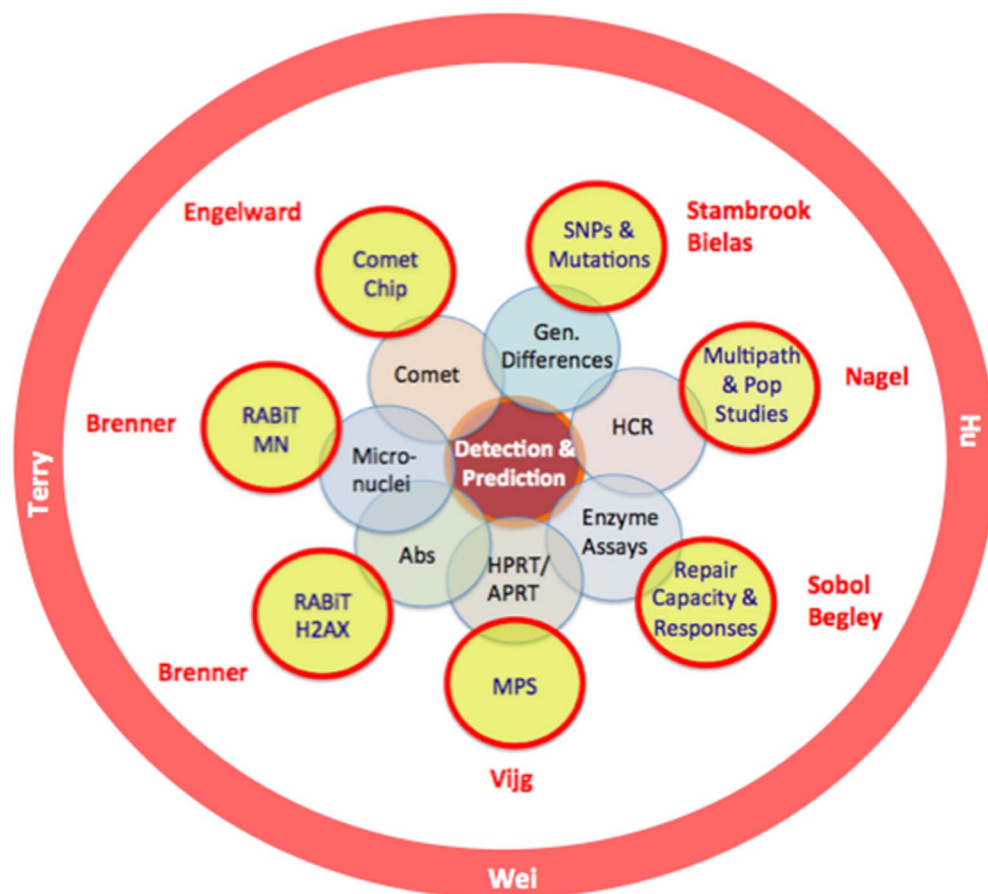 Engelward
Stambrook
Bielas
SNPs &
Mutations
Comet
Chip
Gen.
Differences
Comet
Multipath
& Pop
Studies
Nagel
Brenner
RABiT
MN
HCR
Hu
Terry
Micro-
nuclei
Detection &
Prediction
Enzyme
Assays
Abs
HPRT/
APRT
Repair
Capacity &
Responses
Sobol
Begley
RABiT
H2AX
Brenner
MPS
Vijg
Wei